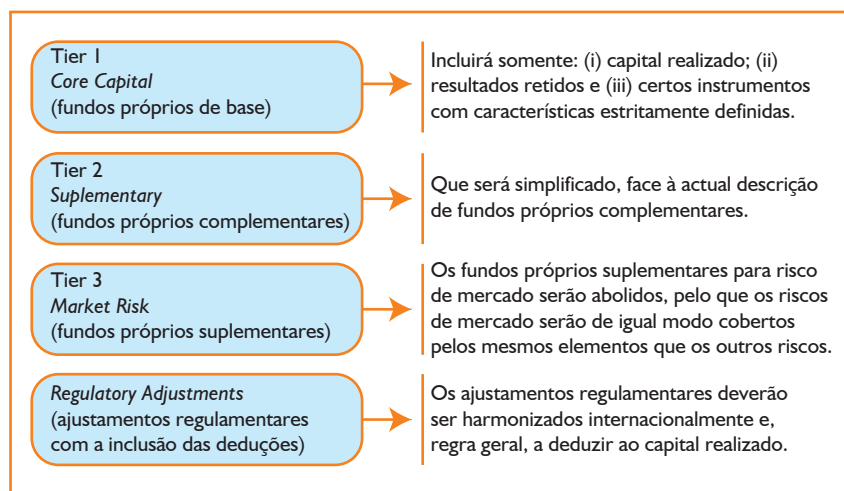 Tier 1
Core Capital
(fundos próprios de base)
Incluirá somente: (i) capital realizado; (ii)
resultados retidos e (iii) certos instrumentos
com características estritamente definidas.
Tier 2
Suplementary
(fundos próprios complementares)
Que será simplificado, face à actual descrição
de fundos próprios complementares.
Tier 3
Market Risk
(fundos próprios suplementares)
Os fundos próprios suplementares para risco
de mercado serão abolidos, pelo que os riscos
de mercado serão de igual modo cobertos
pelos mesmos elementos que os outros riscos.
Regulatory Adjustments
(ajustamentos regulamentares
com a inclusão das deduções)
Os ajustamentos regulamentares deverão
ser harmonizados internacionalmente e,
regra geral, a deduzir ao capital realizado.